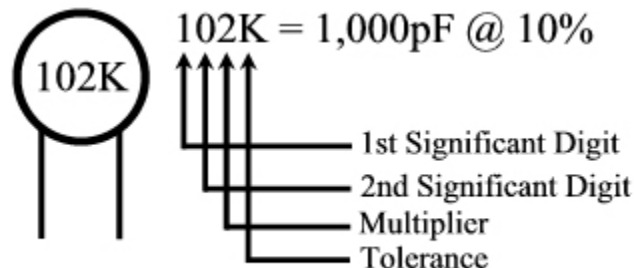 102K
102K = 1,000pF @ 10%
1st Significant Digit
2nd Significant Digit
Multiplier
Tolerance